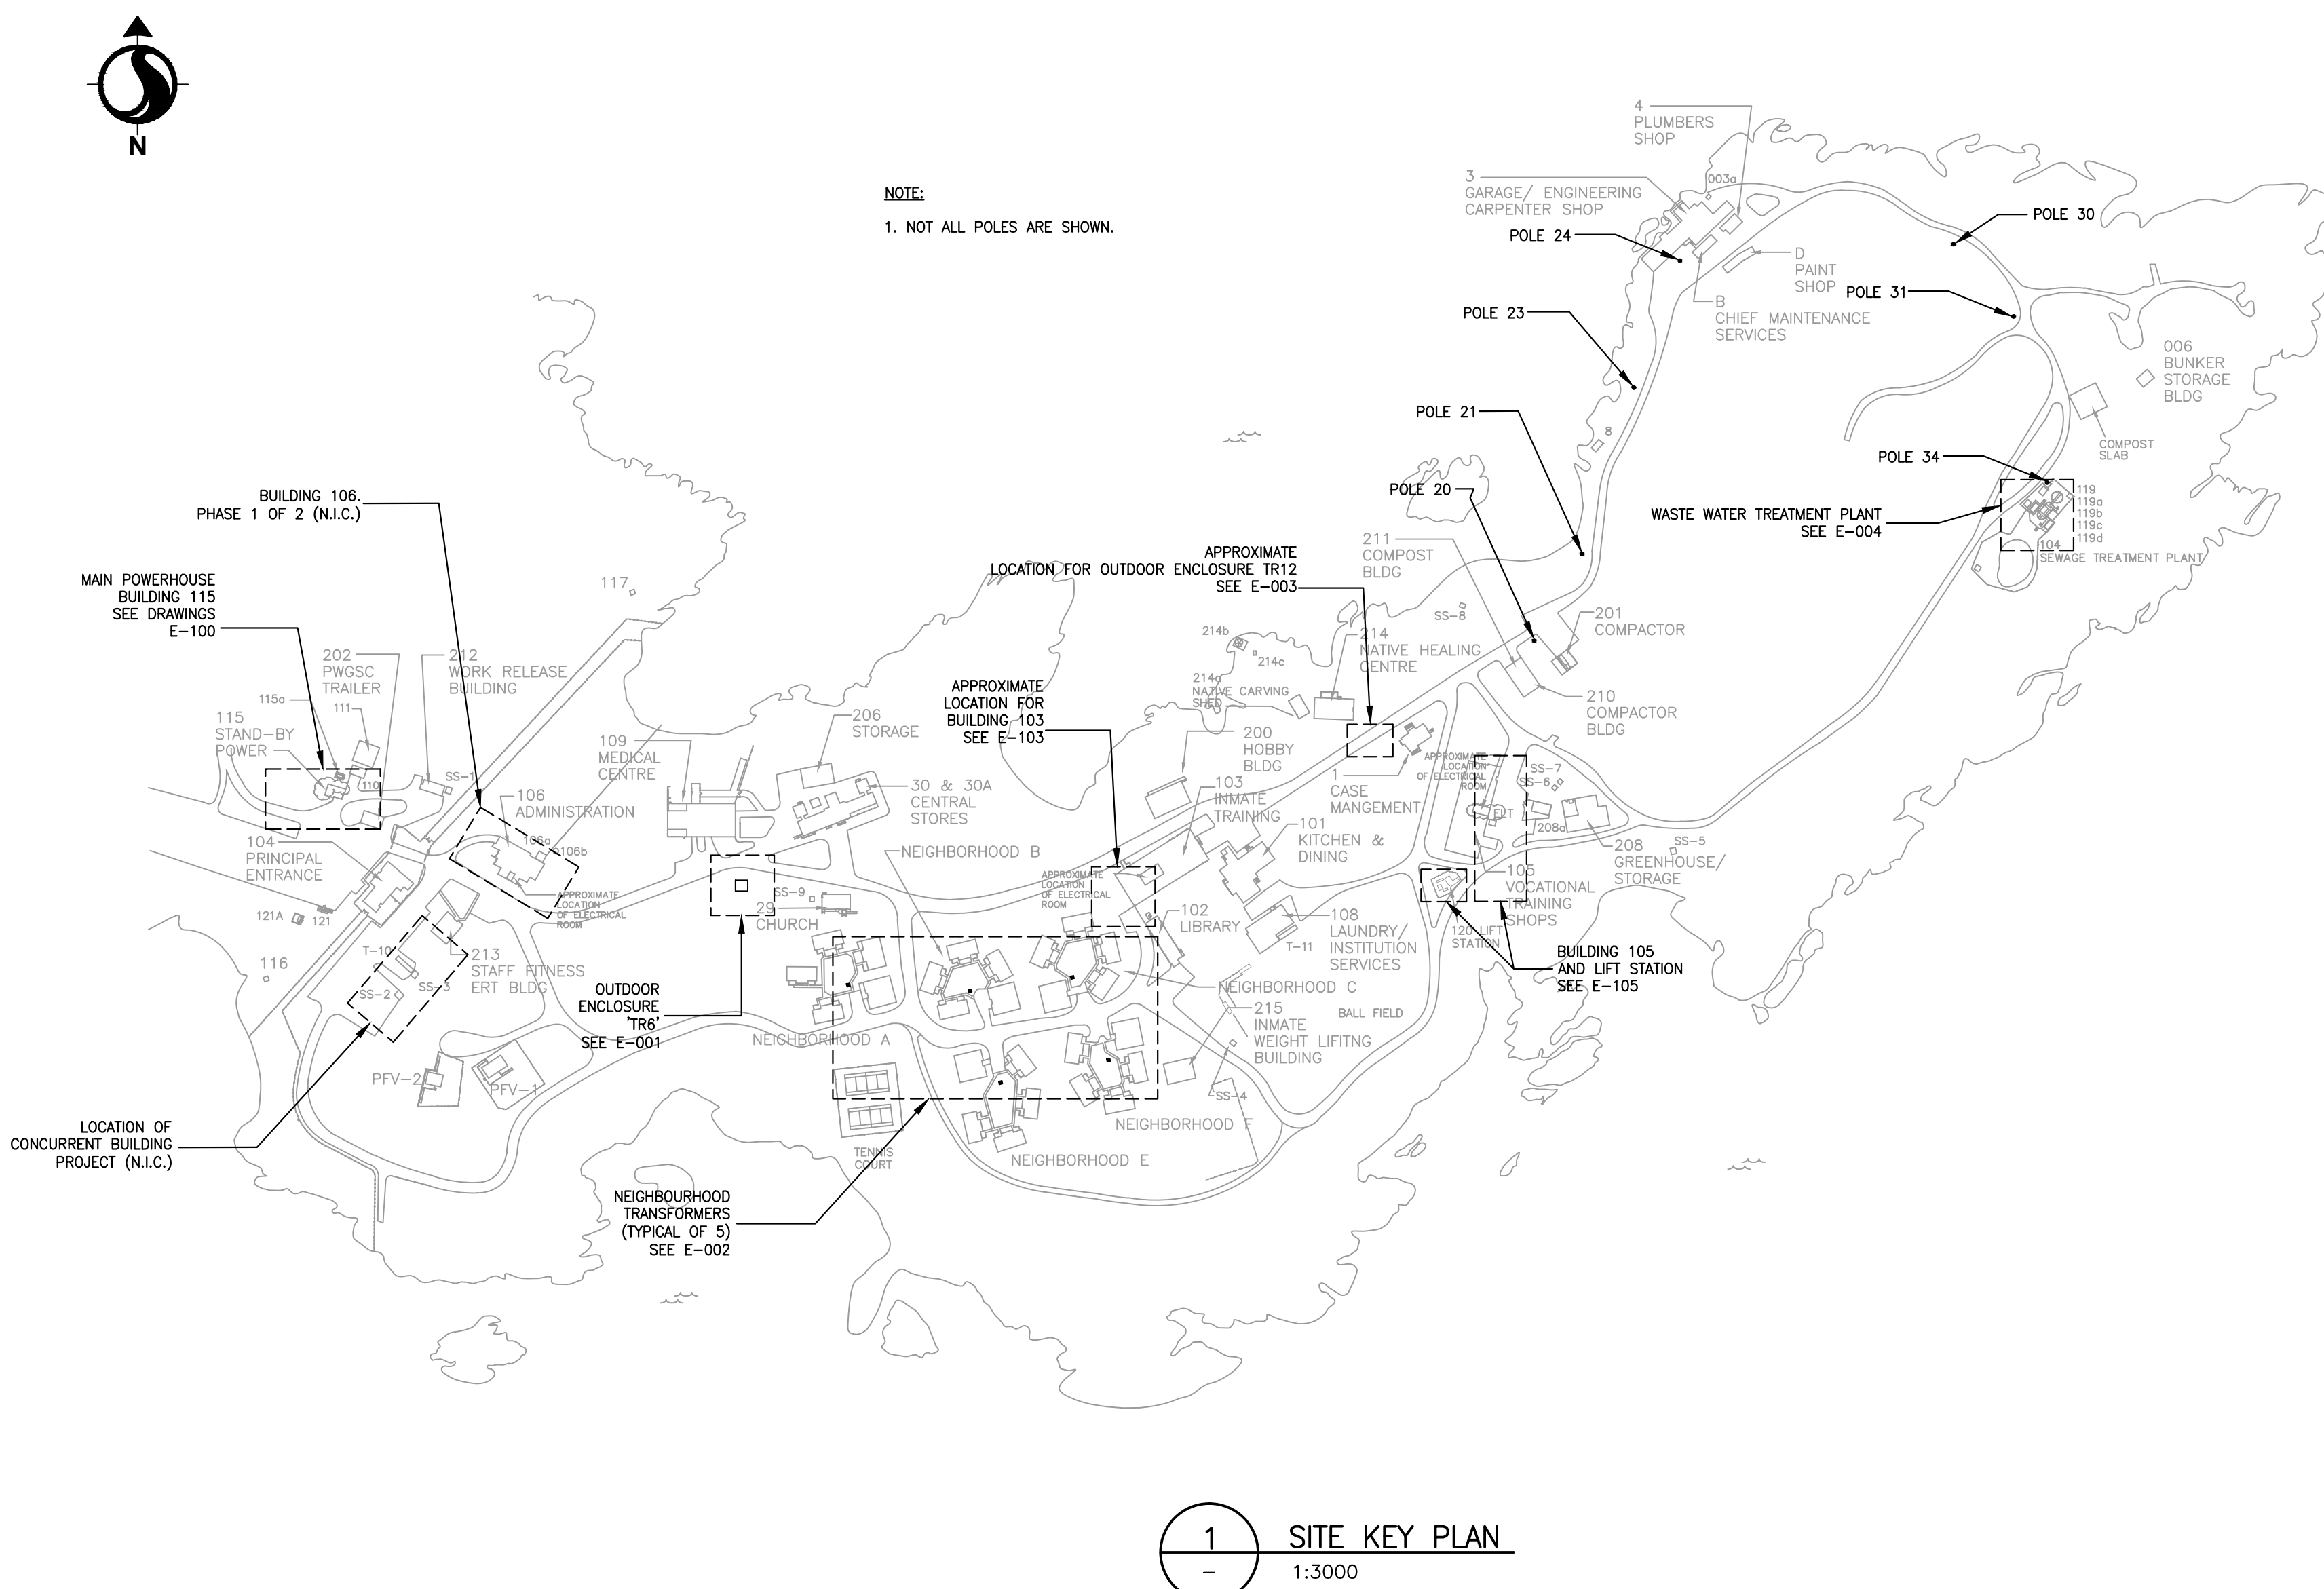 N
NOTE:
1. NOT ALL POLES ARE SHOWN.
4
PLUMBERS
SHOP
3
GARAGE/ ENGINEERING
CARPENTER SHOP
003a
POLE 24
POLE 30
D
PAINT
SHOP
POLE 31
B
CHIEF MAINTENANCE
SERVICES
POLE 23
006
BUNKER
STORAGE
BLDG
POLE 21
8
COMPOST
SLAB
POLE 34
POLE 20
119
119a
119b
119c
119d
WASTE WATER TREATMENT PLANT
SEE E-004
104
SEWAGE TREATMENT PLANT
BUILDING 106.
PHASE 1 OF 2 (N.I.C.)
211
COMPOST
BLDG
APPROXIMATE
LOCATION FOR OUTDOOR ENCLOSURE TR12
SEE E-003
MAIN POWERHOUSE
BUILDING 115
SEE DRAWINGS
E-100
117
SS-8
201
COMPACTOR
214b
214c
214
NATIVE HEALING
CENTRE
202
PWGSC
TRAILER
212
WORK RELEASE
BUILDING
214a
NATIVE CARVING
SHED
115a
111
APPROXIMATE
LOCATION FOR
BUILDING 103
SEE E-103
210
COMPACTOR
BLDG
115
STAND-BY
POWER
206
STORAGE
109
MEDICAL
CENTRE
200
HOBBY
BLDG
1
CASE
MANGEMENT
APPROXIMATE
LOCATION
OF ELECTRICAL
ROOM
SS-7
SS-6
SS-1
110
106
ADMINISTRATION
30 & 30A
CENTRAL
STORES
103
INMATE
TRAINING
101
KITCHEN &
DINING
ELT
208a
106a
106b
104
PRINCIPAL
ENTRANCE
NEIGHBORHOOD B
SS-5
208
GREENHOUSE/
STORAGE
APPROXIMATE
LOCATION
OF ELECTRICAL
ROOM
APPROXIMATE
LOCATION
OF ELECTRICAL
ROOM
105
VOCATIONAL
TRAINING
SHOPS
SS-9
29
CHURCH
121A
121
102
LIBRARY
108
LAUNDRY/
INSTITUTION
SERVICES
T-11
120 LIFT
STATION
BUILDING 105
AND LIFT STATION
SEE E-105
T-10
213
STAFF FITNESS
ERT BLDG
116
SS-3
SS-2
OUTDOOR
ENCLOSURE
'TR6'
SEE E-001
NEIGHBORHOOD C
215
INMATE
WEIGHT LIFITNG
BUILDING
BALL FIELD
NEIGHBORHOOD A
PFV-2
PFV-1
SS-4
NEIGHBORHOOD F
LOCATION OF
CONCURRENT BUILDING
PROJECT (N.I.C.)
TENNIS
COURT
NEIGHBORHOOD E
NEIGHBOURHOOD
TRANSFORMERS
(TYPICAL OF 5)
SEE E-002
1
-
SITE KEY PLAN
1:3000